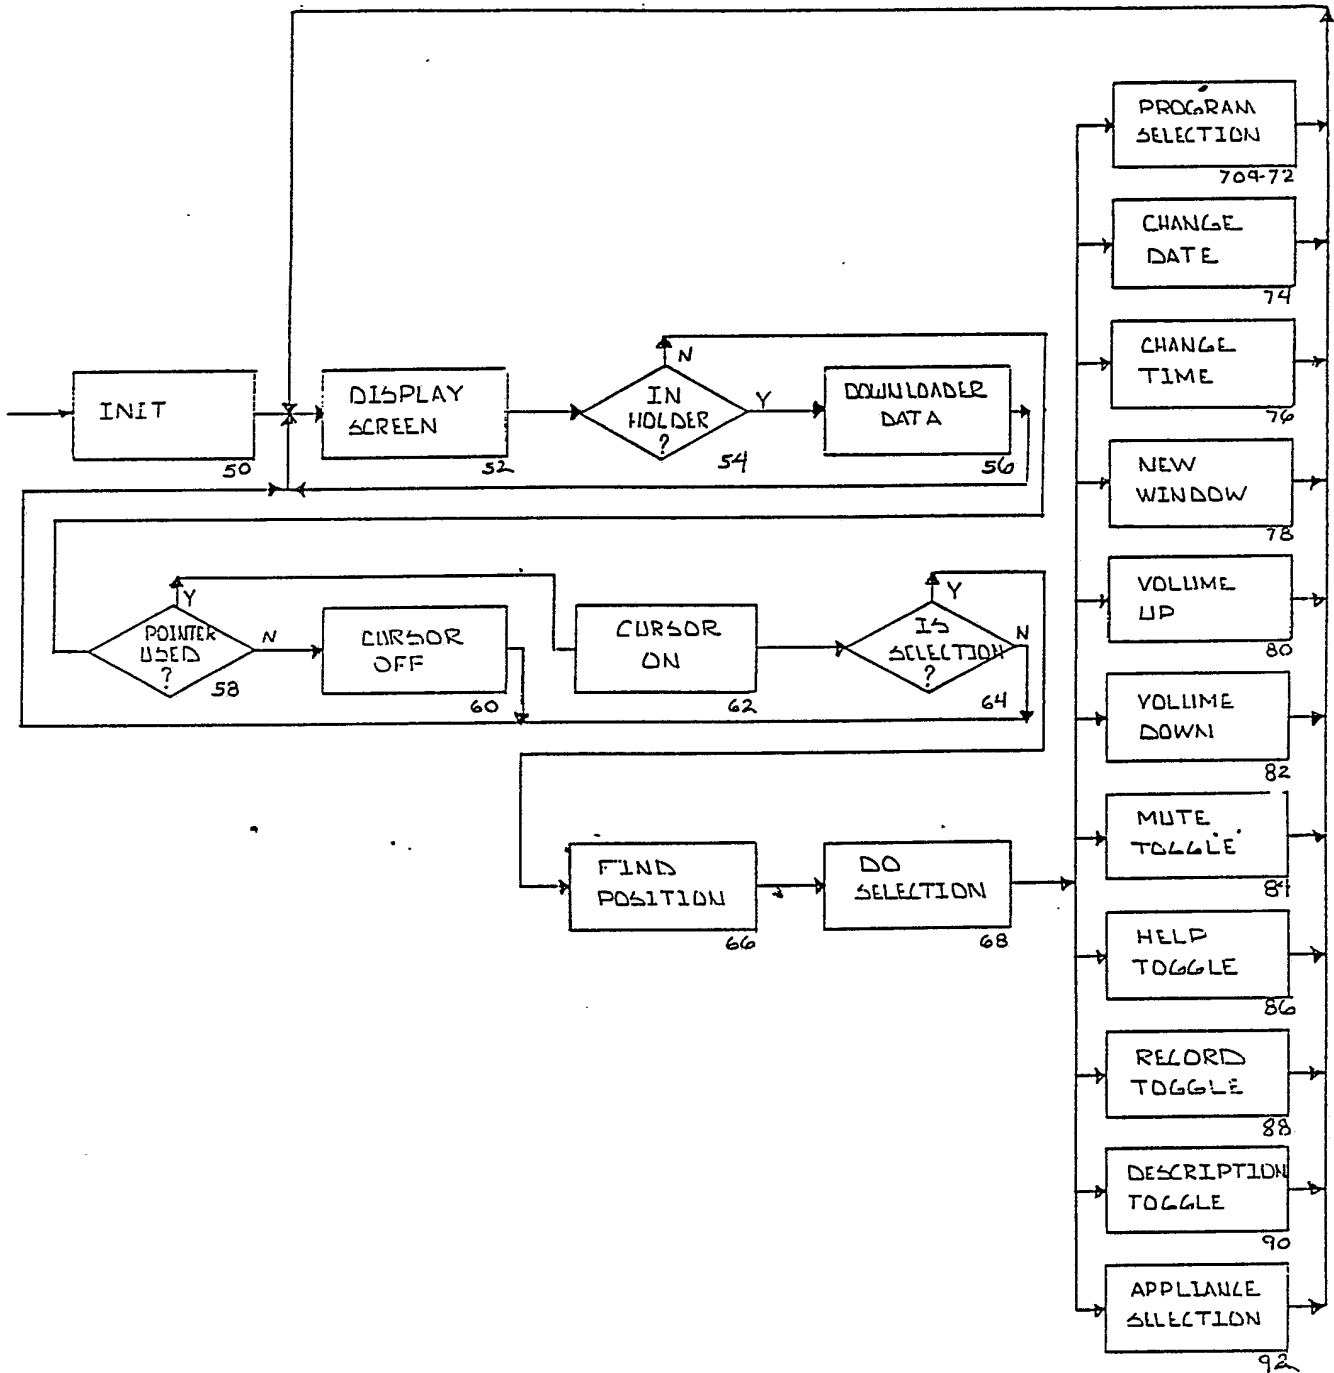 PROGRAM
SELECTION
709-72
CHANGE
DATE
74
CHANGE
TIME
76
INIT
50
DISPLAY
SCREEN
52
N
IN
HOLDER
?
Y
54
DOWNLOADER
DATA
56
NEW
WINDOW
78
Y
POINTER
USED
?
N
58
CURSOR
OFF
60
CURSOR
ON
62
Y
IS
SELECTION
?
N
64
VOLUME
UP
80
VOLUME
DOWN
82
MUTE
TOGGLE
84
FIND
POSITION
66
DO
SELECTION
68
HELP
TOGGLE
86
RECORD
TOGGLE
88
DESCRIPTION
TOGGLE
90
APPLIANCE
SELECTION
92